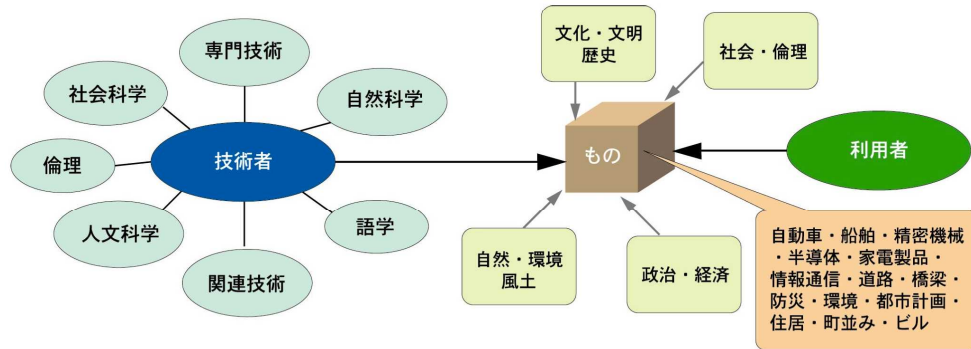 専門技術
社会科学
自然科学
倫理
技術者
人文科学
語学
関連技術
文化・文明
歴史
社会・倫理
もの
利用者
自然・環境
風土
政治・経済
自動車・船舶・精密機械
・半導体・家電製品・
情報通信・道路・橋梁・
防災・環境・都市計画・
住居・町並み・ビル